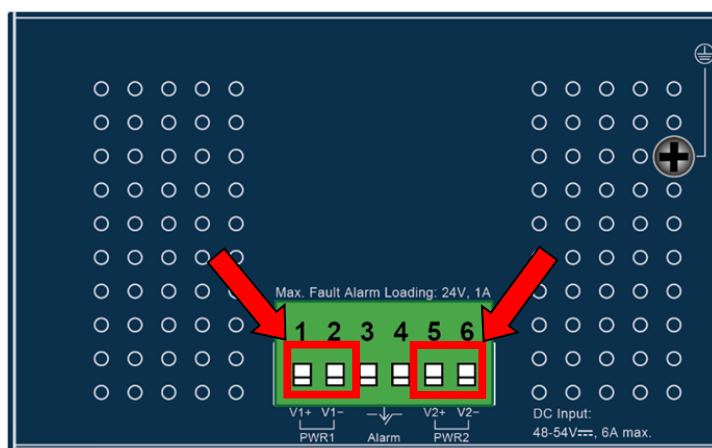 Max. Fault Alarm Loading: 24V, 1A
1 2 3 4 5 6
V1+ V1− V2+ V2−
PWR1 Alarm PWR2
DC Input:
48-54V⎓, 6A max.